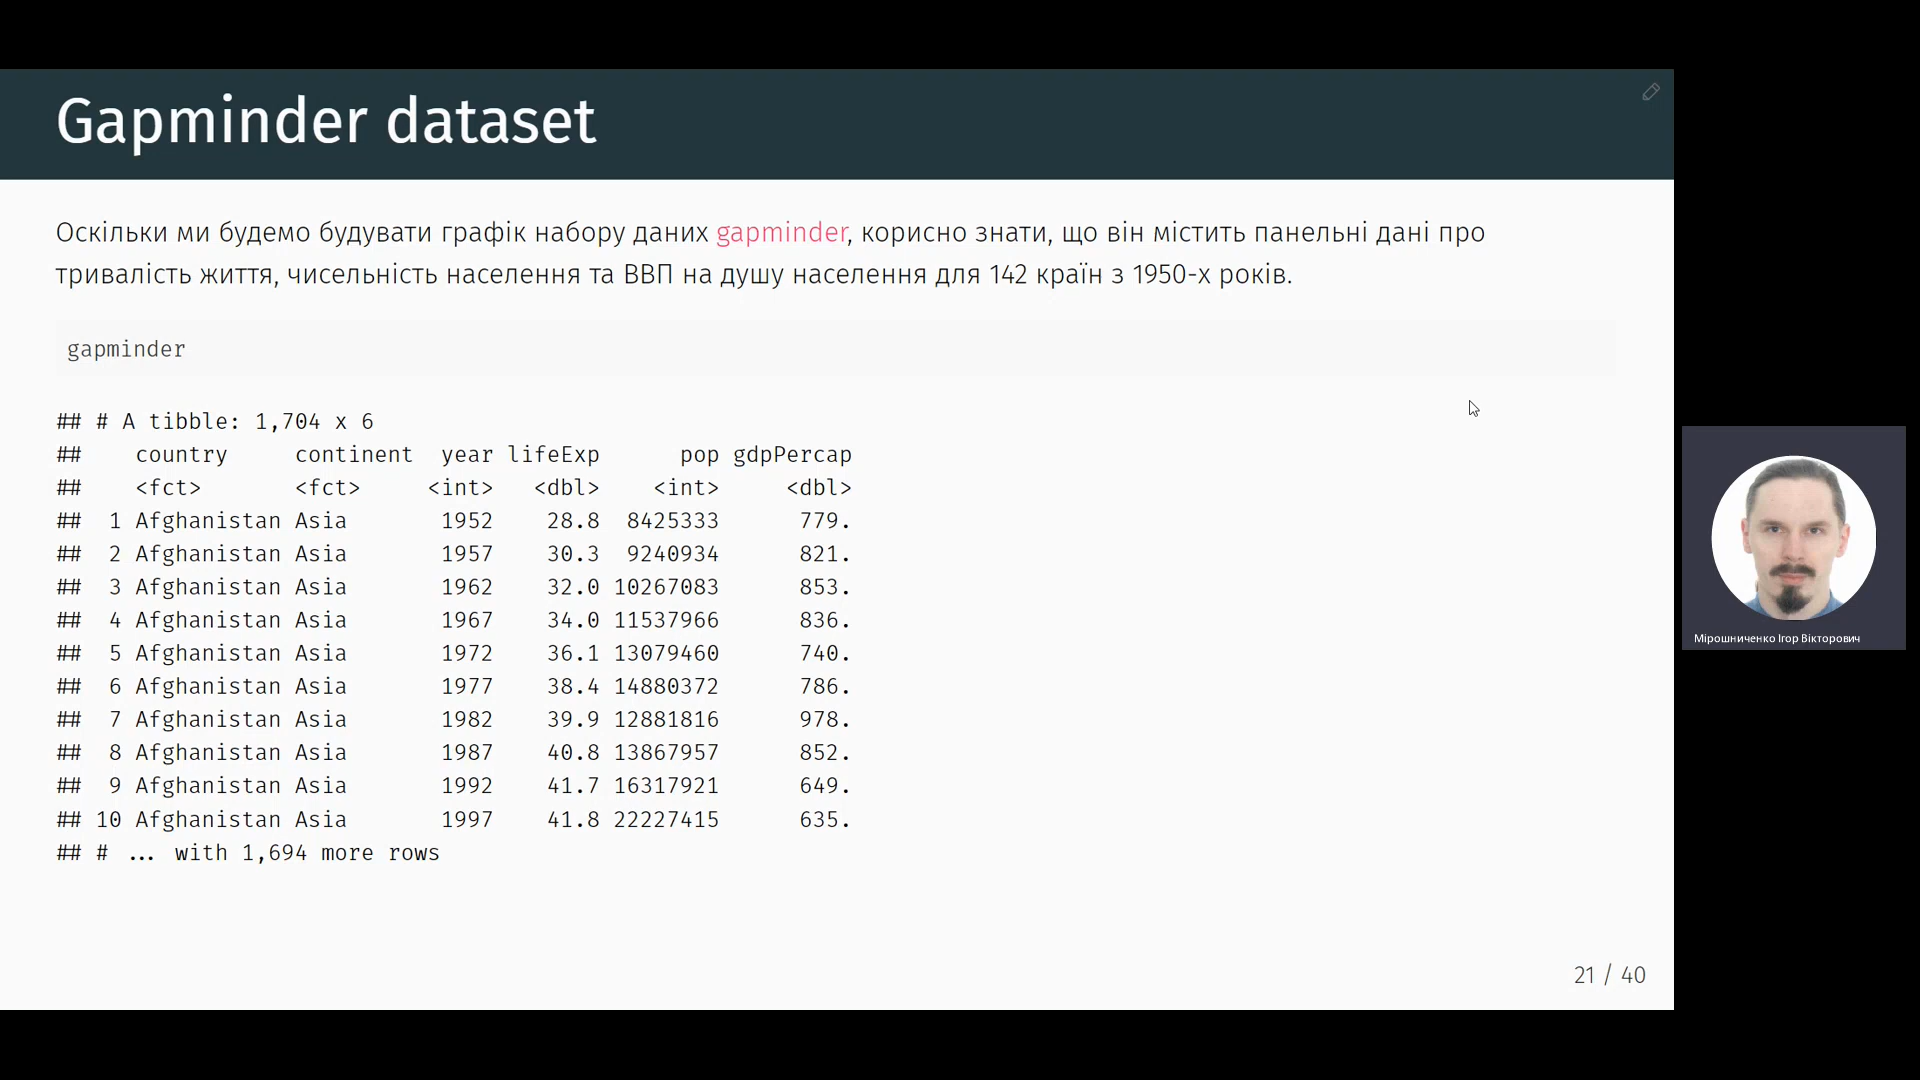 Gapminder dataset
Оскільки ми будемо будувати графік набору даних gapminder, корисно знати, що він містить панельні дані про
тривалість життя, чисельність населення та ВВП на душу населення для 142 країн з 1950-х років.
gapminder
## # A tibble: 1,704 x 6
##    country     continent  year lifeExp      pop gdpPercap
##    <fct>       <fct>     <int>   <dbl>    <int>     <dbl>
##  1 Afghanistan Asia       1952    28.8  8425333      779.
##  2 Afghanistan Asia       1957    30.3  9240934      821.
##  3 Afghanistan Asia       1962    32.0 10267083      853.
##  4 Afghanistan Asia       1967    34.0 11537966      836.
##  5 Afghanistan Asia       1972    36.1 13079460      740.
##  6 Afghanistan Asia       1977    38.4 14880372      786.
##  7 Afghanistan Asia       1982    39.9 12881816      978.
##  8 Afghanistan Asia       1987    40.8 13867957      852.
##  9 Afghanistan Asia       1992    41.7 16317921      649.
## 10 Afghanistan Asia       1997    41.8 22227415      635.
## # ... with 1,694 more rows
21 / 40
Мірошниченко Ігор Вікторович